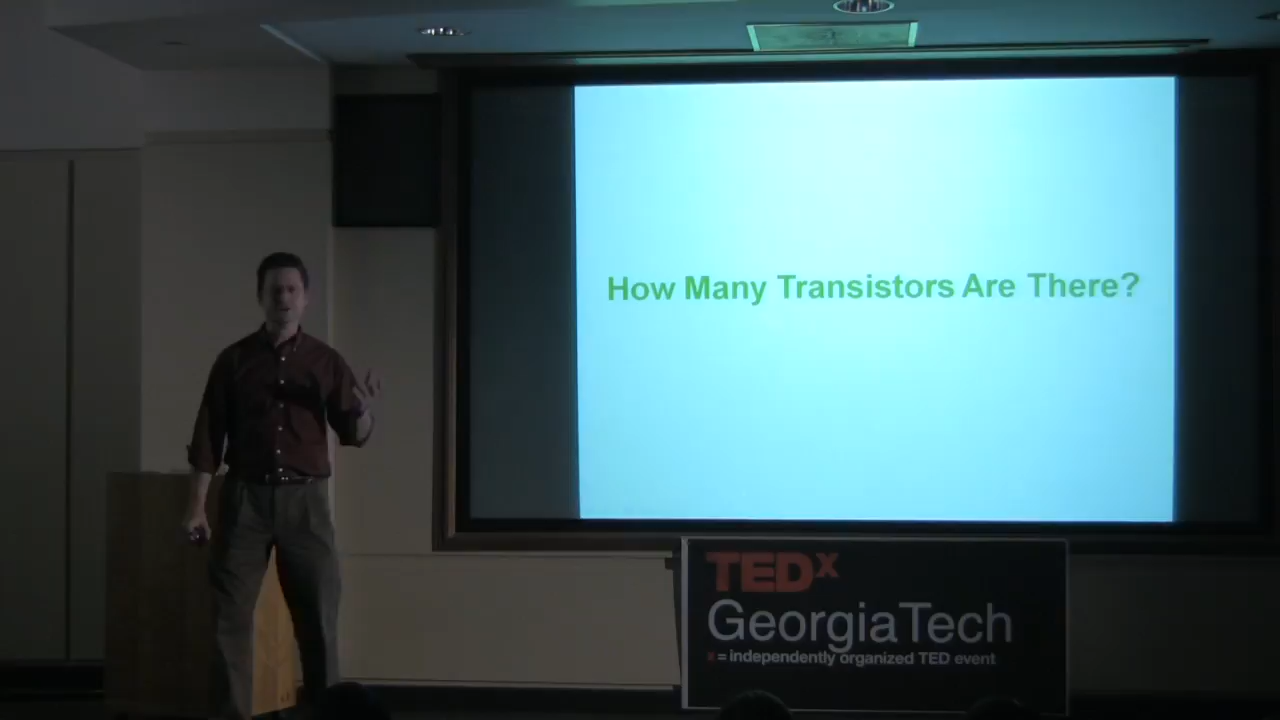 How Many Transistors Are There?
TEDx
GeorgiaTech
x = independently organized TED event